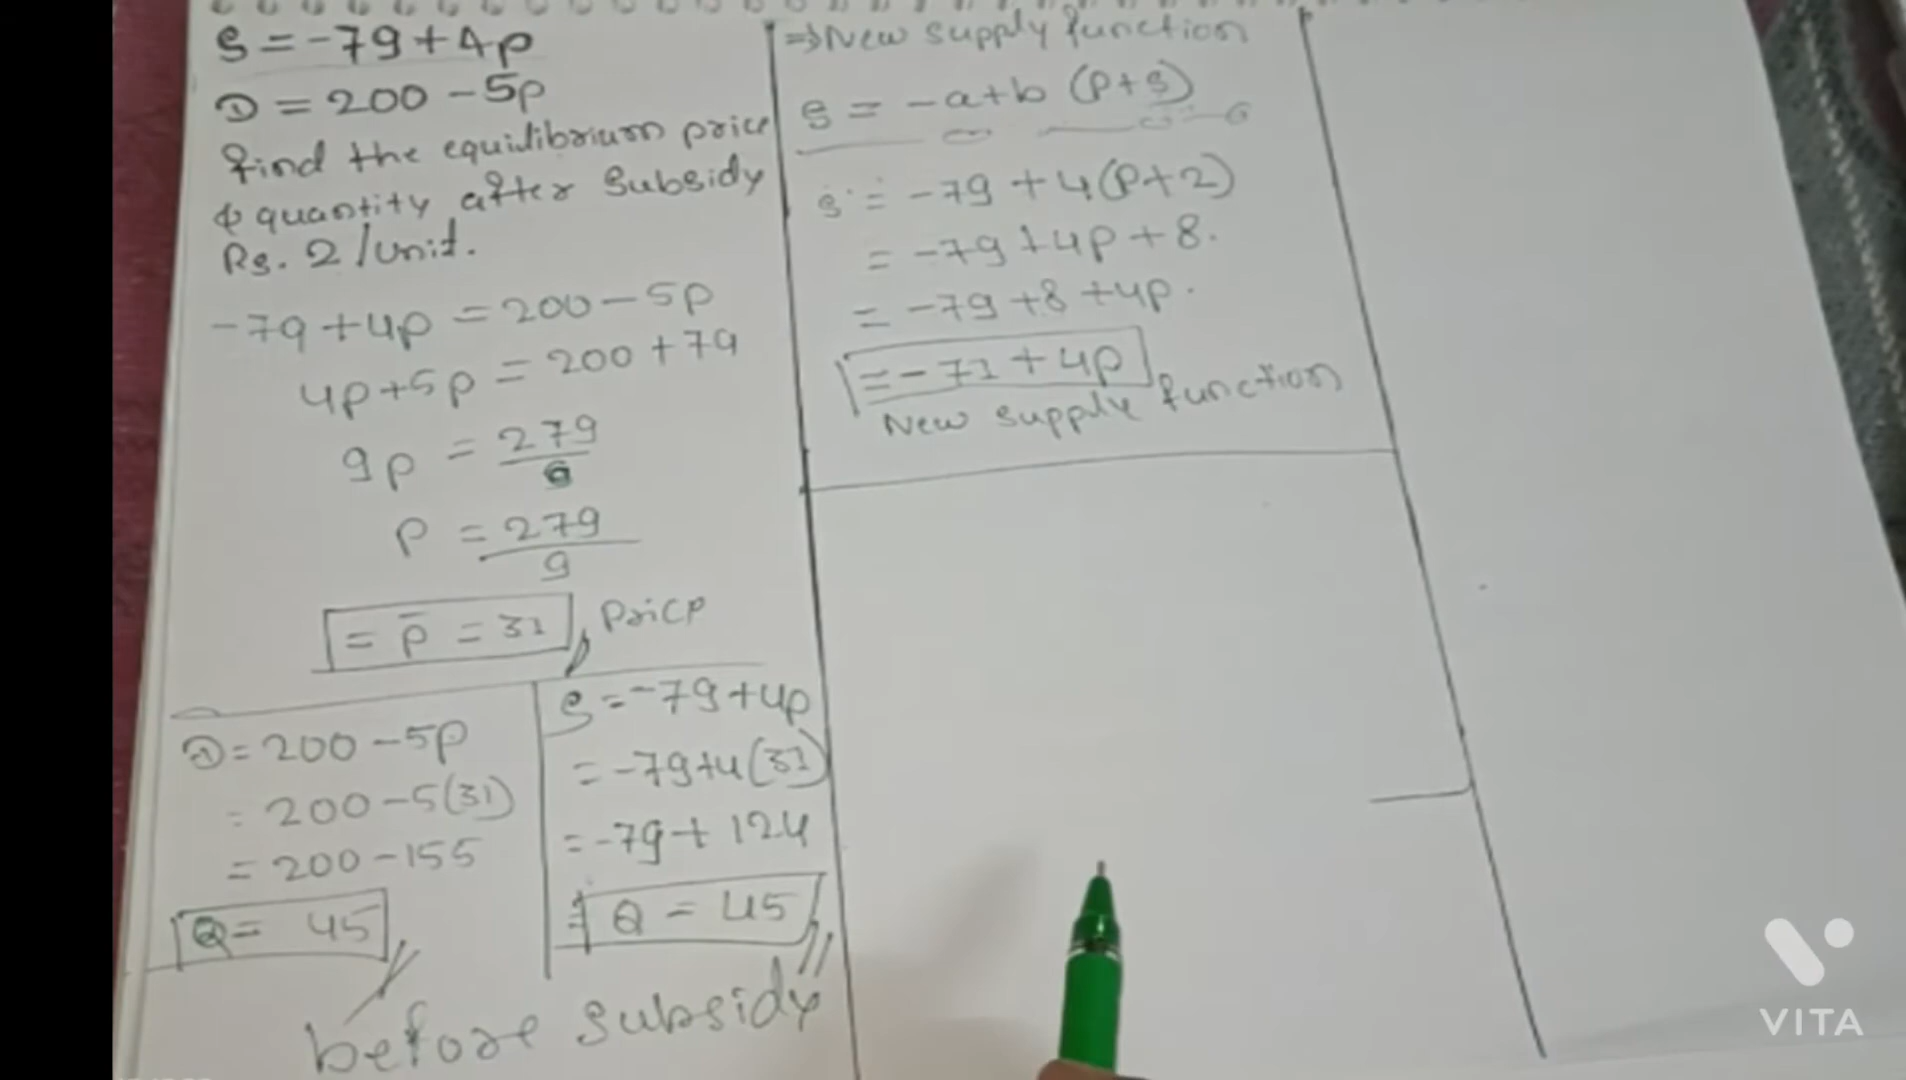 S = -79 + 4p
D = 200 - 5p
find the equilibrium price
& quantity after subsidy
Rs. 2 / unit.
-79 + 4p = 200 - 5p
4p + 5p = 200 + 79
9p = 279/9
P = 279/9
= p̄ = 31 Price
D = 200 - 5p
= 200 - 5(31)
= 200 - 155
Q = 45
S = -79 + 4p
= -79 + 4(31)
= -79 + 124
= Q = 45
before subsidy
⇒ New supply function
S = -a + b (P + s)
S = -79 + 4(P + 2)
= -79 + 4p + 8.
= -79 + 8 + 4p.
= -71 + 4p
New supply function
VITA